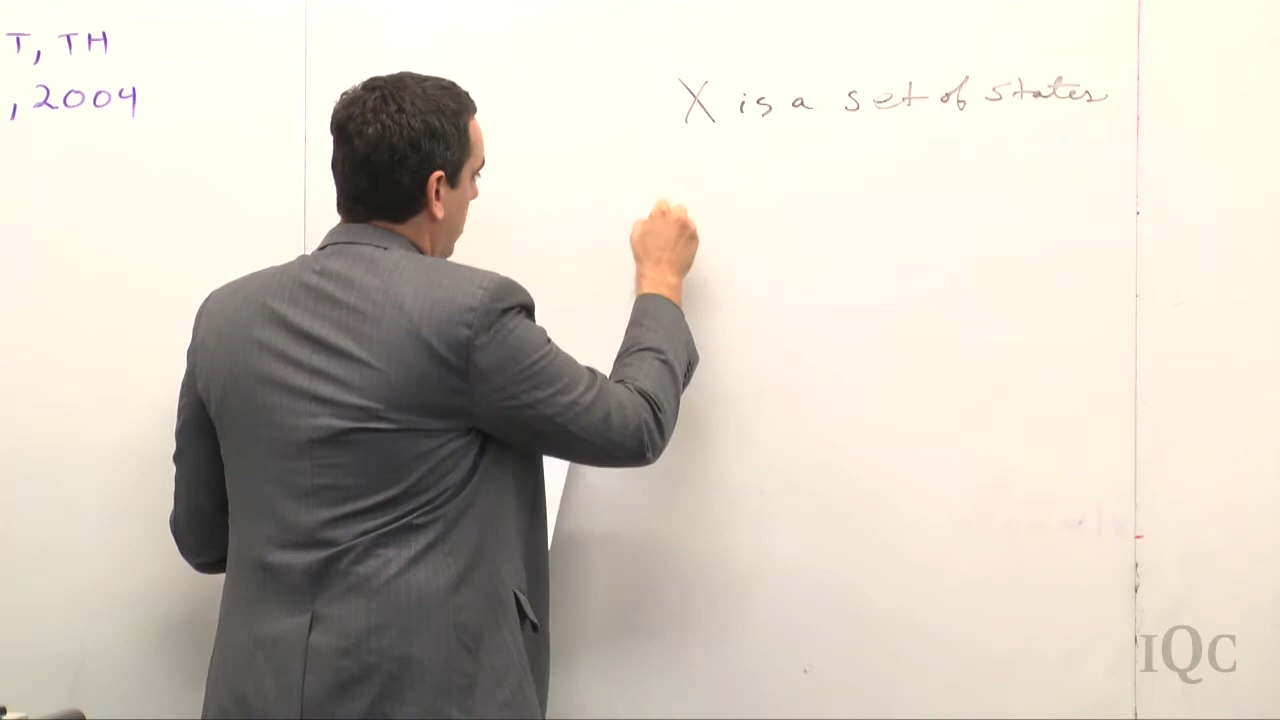 T, TH
, 2004
X is a set of states
IQC